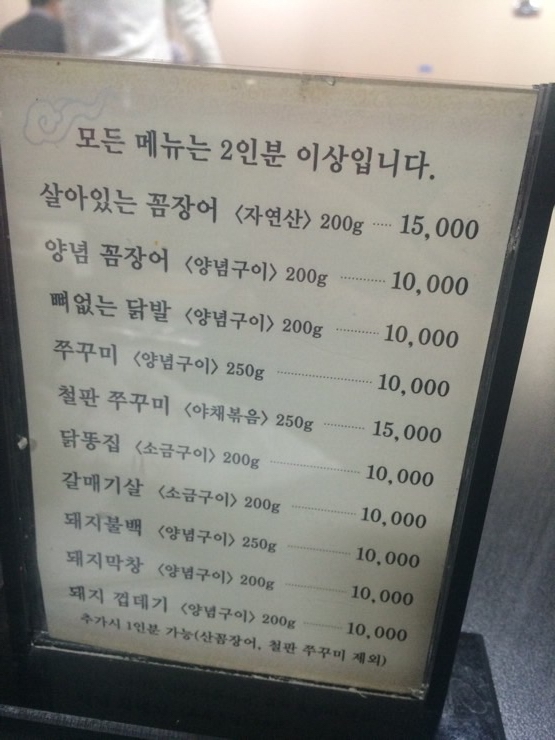 모든 메뉴는 2인분 이상입니다.
살아있는 꼼장어 〈자연산〉 200g ····· 15,000
양념 꼼장어 〈양념구이〉 200g ··········· 10,000
뼈없는 닭발 〈양념구이〉 200g ··········· 10,000
쭈꾸미 〈양념구이〉 250g ························ 10,000
철판 쭈꾸미 〈야채볶음〉 250g ··········· 15,000
닭똥집 〈소금구이〉 200g ························ 10,000
갈매기살 〈소금구이〉 200g ················ 10,000
돼지불백 〈양념구이〉 250g ················ 10,000
돼지막창 〈양념구이〉 200g ················ 10,000
돼지 껍데기 〈양념구이〉 200g ··········· 10,000
추가시 1인분 가능(산꼼장어, 철판 쭈꾸미 제외)